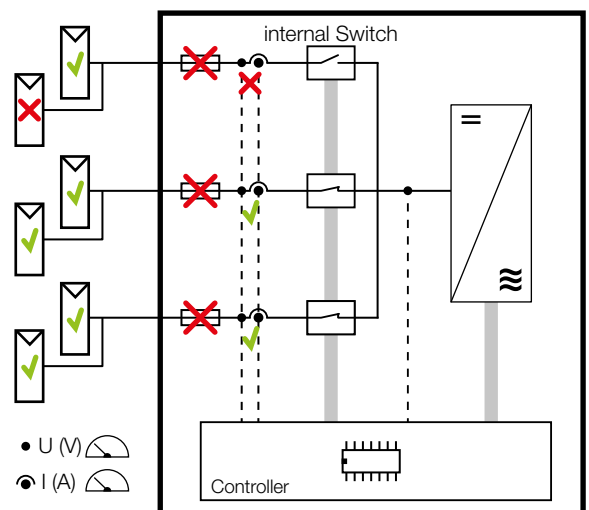 internal Switch
U (V)
I (A)
Controller